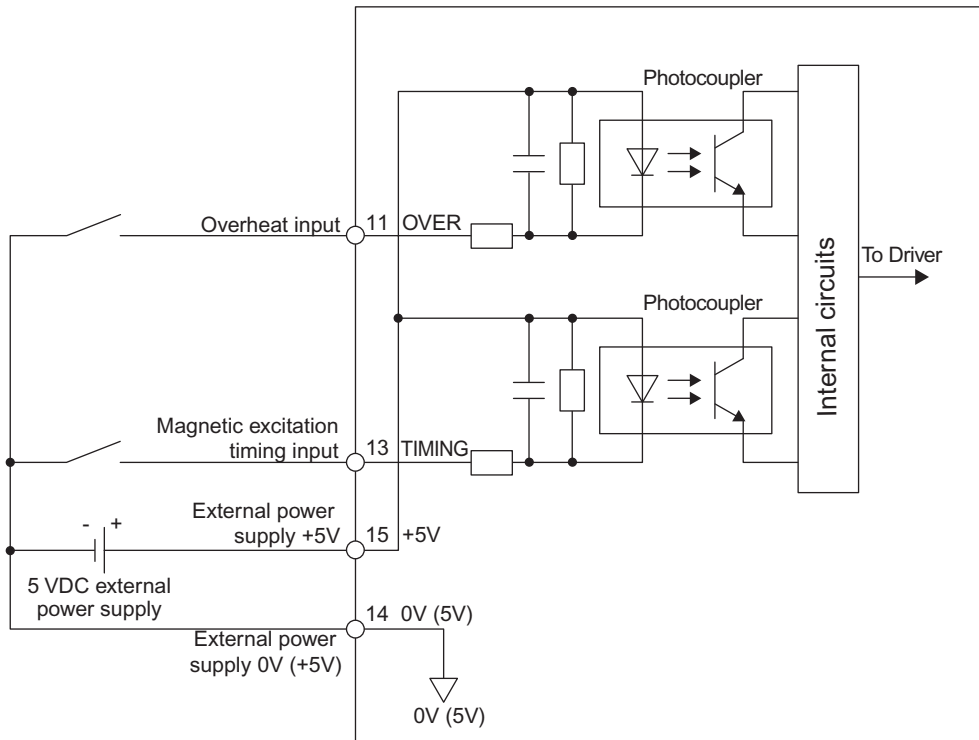 Photocoupler
Overheat input
11 OVER
To Driver
Internal circuits
Photocoupler
Magnetic excitation
timing input
13 TIMING
External power
supply +5V
15 +5V
- +
5 VDC external
power supply
14 0V (5V)
External power
supply 0V (+5V)
0V (5V)